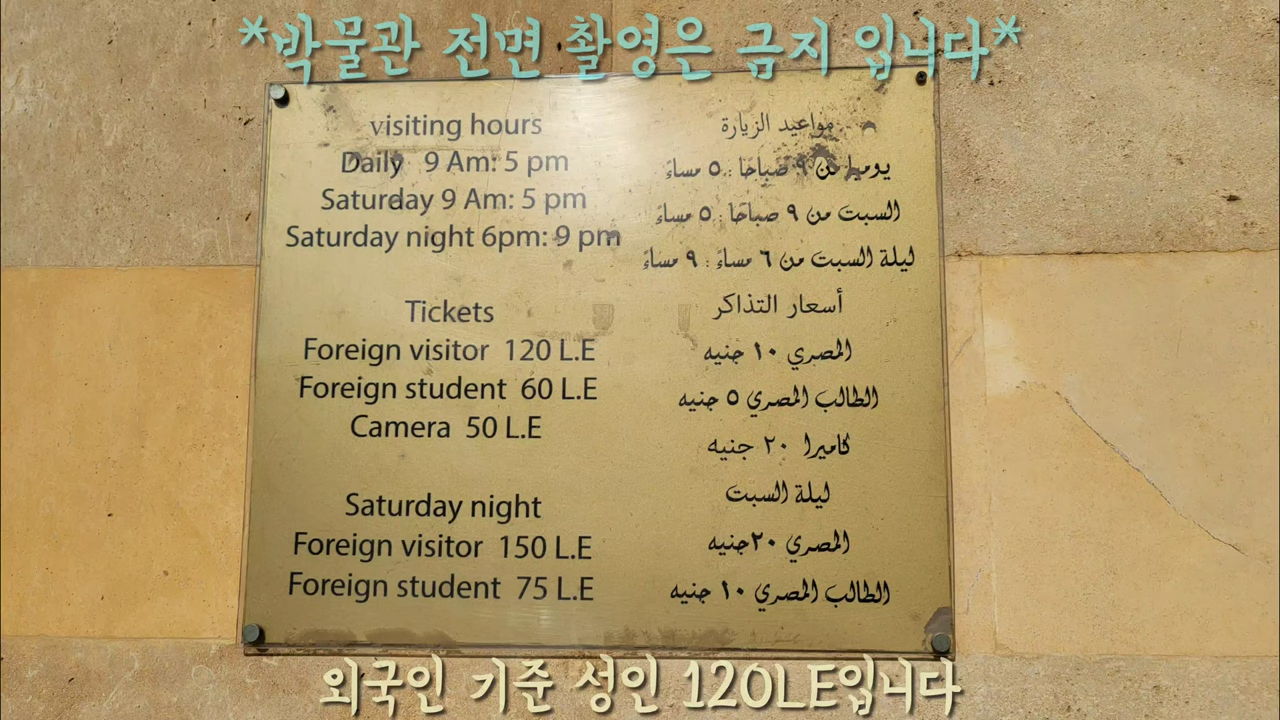 *박물관 전면 촬영은 금지 입니다*
visiting hours
Daily 9 Am: 5 pm
Saturday 9 Am: 5 pm
Saturday night 6pm: 9 pm
Tickets
Foreign visitor 120 L.E
Foreign student 60 L.E
Camera 50 L.E
Saturday night
Foreign visitor 150 L.E
Foreign student 75 L.E
مواعيد الزيارة
يوميا من ٩ صباحًا : ٥ مساءً
السبت من ٩ صباحًا : ٥ مساءً
ليلة السبت من ٦ مساءً : ٩ مساءً
أسعار التذاكر
المصري ١٠ جنيه
الطالب المصري ٥ جنيه
كاميرا ٢٠ جنيه
ليلة السبت
المصري ٢٠جنيه
الطالب المصري ١٠ جنيه
외국인 기준 성인 120LE입니다